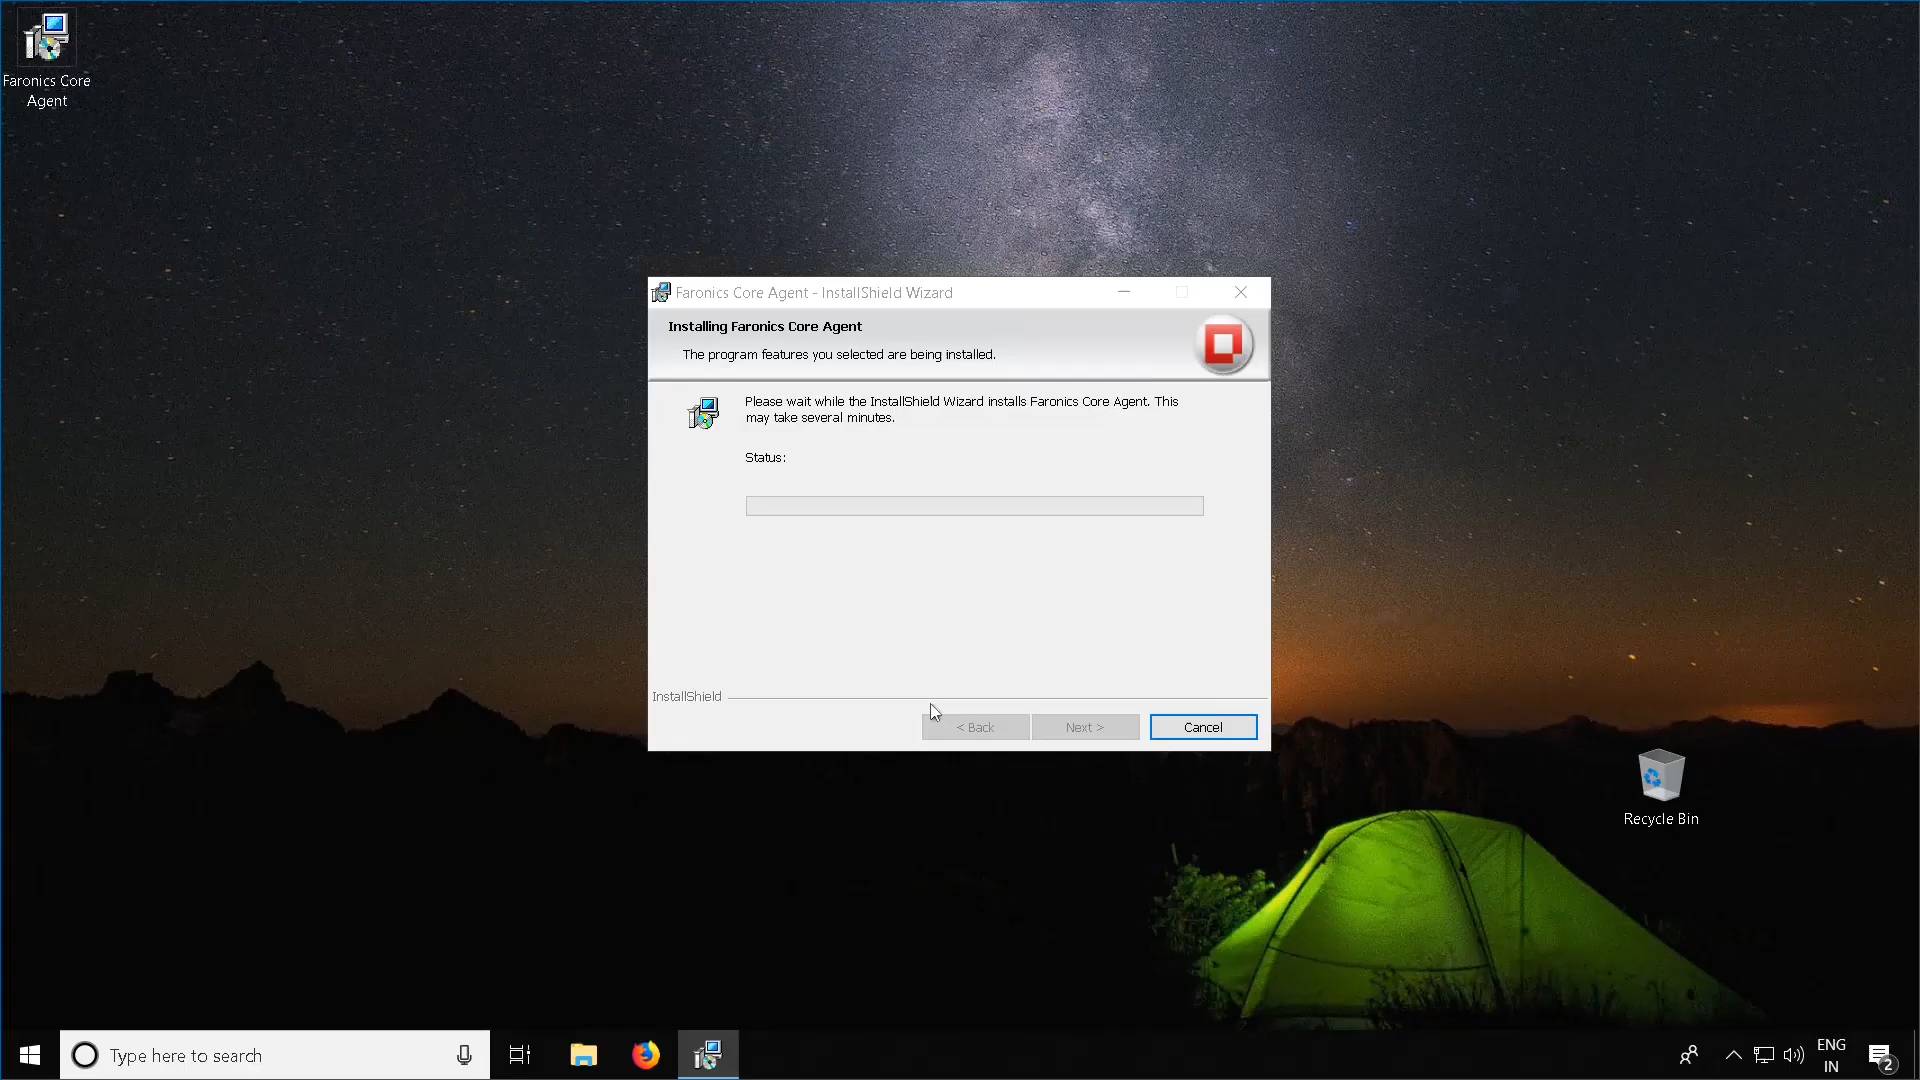 Faronics Core
Agent
Faronics Core Agent - InstallShield Wizard
Installing Faronics Core Agent
The program features you selected are being installed.
Please wait while the InstallShield Wizard installs Faronics Core Agent. This
may take several minutes.
Status:
InstallShield
< Back
Next >
Cancel
Recycle Bin
Type here to search
ENG
IN
2